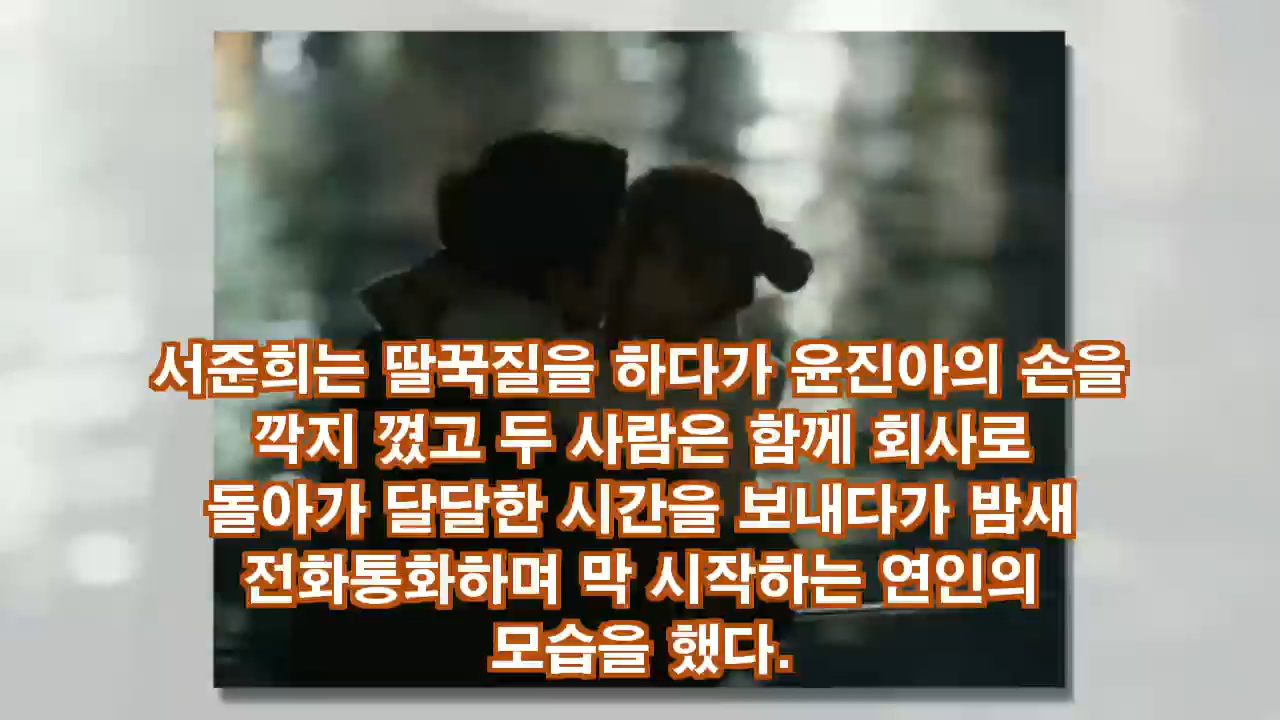 서준희는 딸꾹질을 하다가 윤진아의 손을
깍지 꼈고 두 사람은 함께 회사로
돌아가 달달한 시간을 보내다가 밤새
전화통화하며 막 시작하는 연인의
모습을 했다.